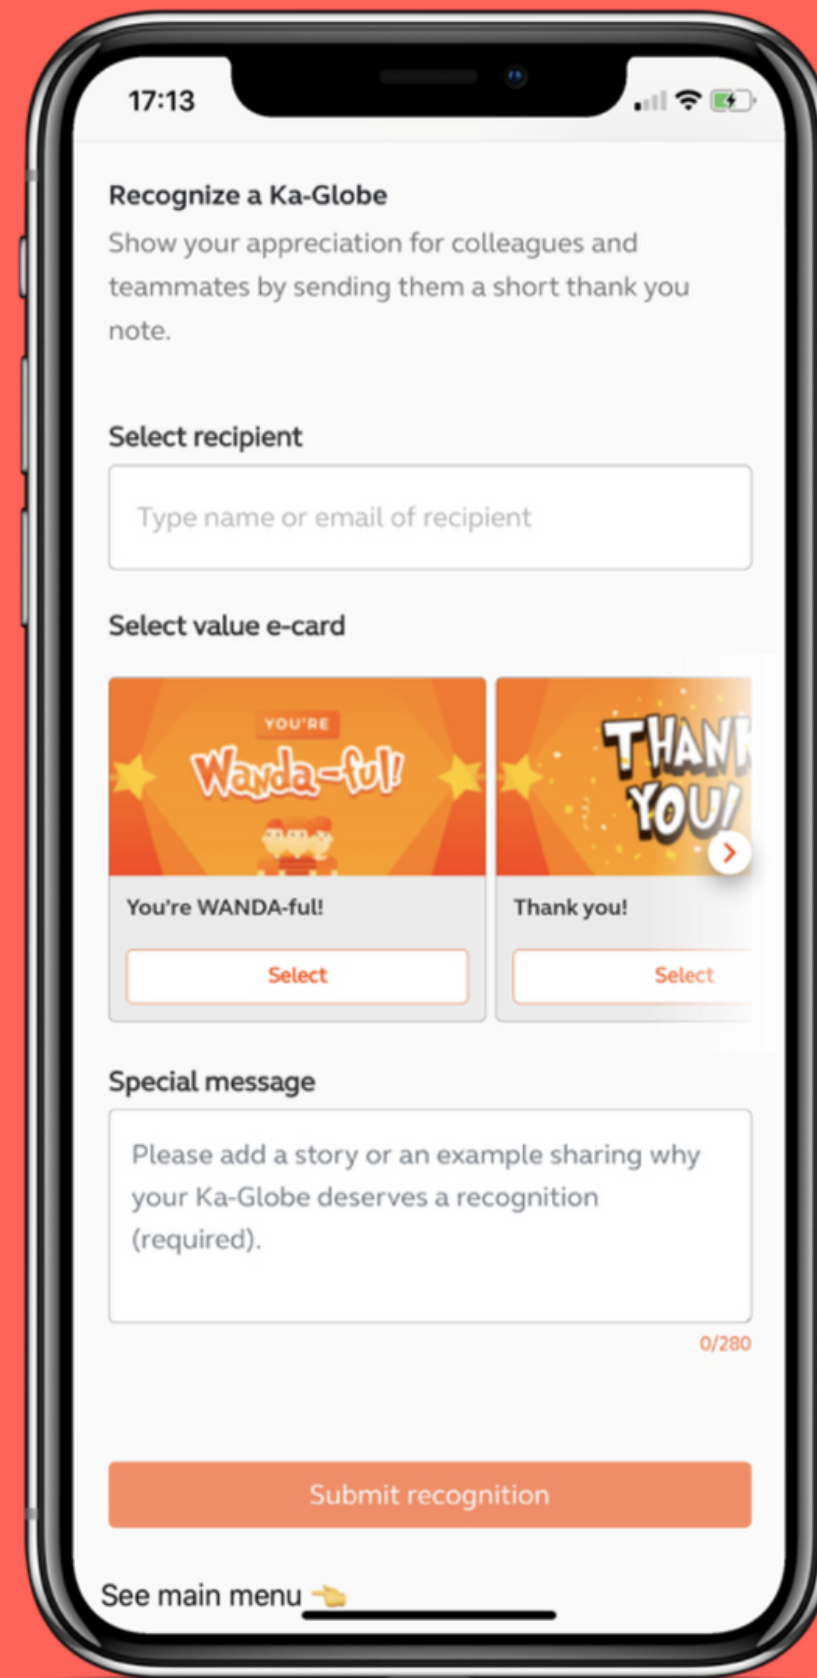 17:13
Recognize a Ka-Globe
Show your appreciation for colleagues and
teammates by sending them a short thank you
note.
Select recipient
Type name or email of recipient
Select value e-card
YOU'RE
Wanda-ful!
THANK
YOU!
You're WANDA-ful!
Thank you!
Select
Select
Special message
Please add a story or an example sharing why
your Ka-Globe deserves a recognition
(required).
0/280
Submit recognition
See main menu 👈